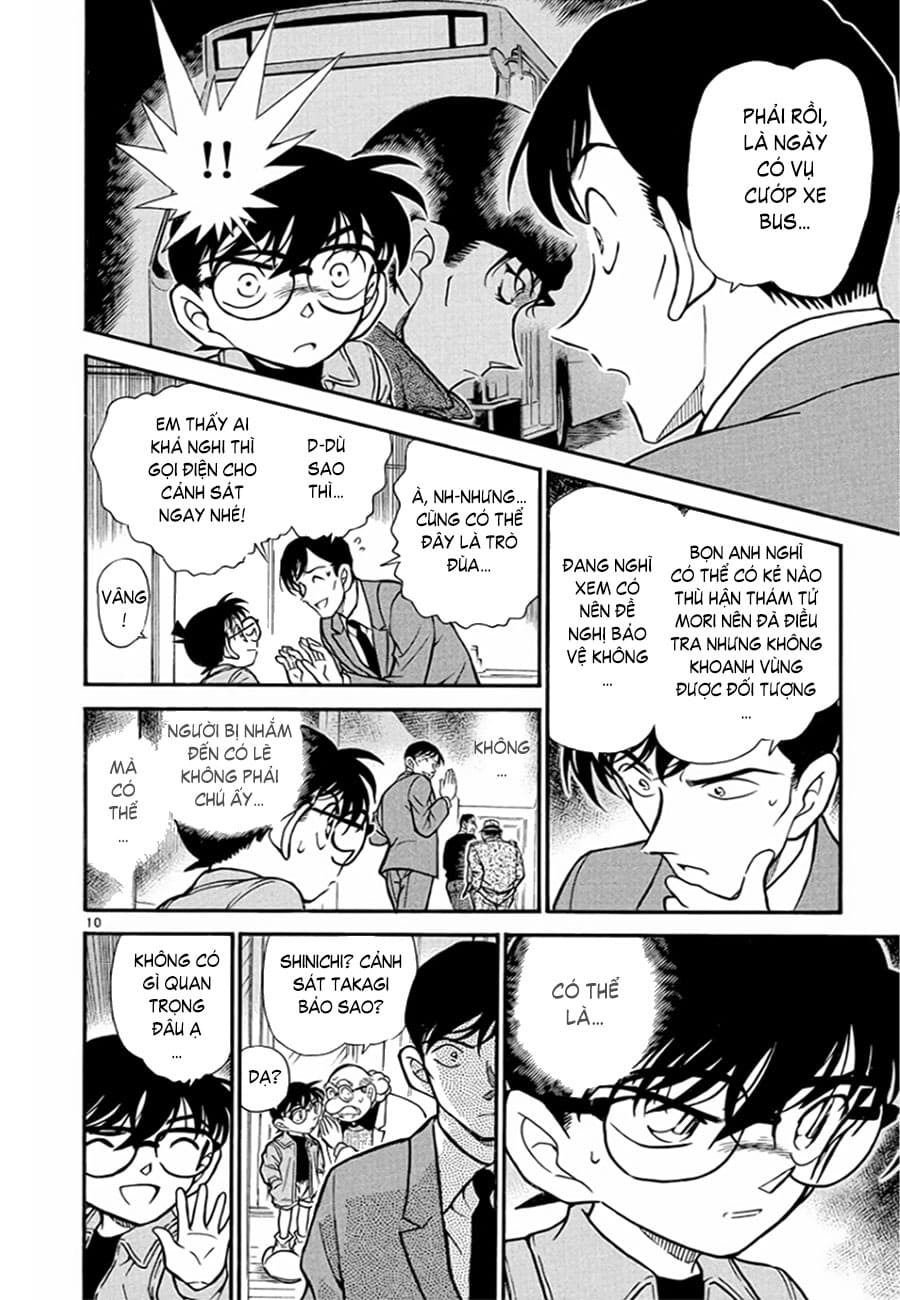 PHẢI RỒI,
LÀ NGÀY
CÓ VỤ
CƯỚP XE
BUS...
!!
BỌN ANH NGHĨ
CÓ THỂ CÓ KẺ NÀO
THÙ HẬN THÁM TỬ
MORI NÊN ĐÃ ĐIỀU
TRA NHƯNG KHÔNG
KHOANH VÙNG
ĐƯỢC ĐỐI TƯỢNG
...
ĐANG NGHĨ
XEM CÓ
NÊN ĐỀ
NGHỊ BẢO
VỆ KHÔNG
...
À, NH-NHƯNG...
CŨNG CÓ THỂ
ĐÂY LÀ TRÒ
ĐÙA...
D-DÙ
SAO
THÌ...
EM THẤY AI
KHẢ NGHI THÌ
GỌI ĐIỆN CHO
CẢNH SÁT
NGAY NHÉ!
VÂNG
!
KHÔNG
...
NGƯỜI BỊ NHẮM
ĐẾN CÓ LẼ
KHÔNG PHẢI
CHÚ ẤY...
MÀ
CÓ
THỂ
...
10
CÓ THỂ
LÀ...
SHINICHI? CẢNH
SÁT TAKAGI
BẢO SAO?
DẠ?
KHÔNG CÓ
GÌ QUAN
TRỌNG
ĐÂU Ạ
...